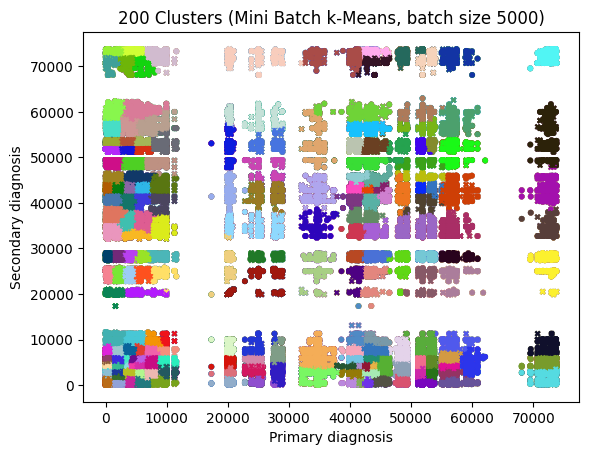 200 Clusters (Mini Batch k-Means, batch size 5000)
Secondary diagnosis
70000
60000
50000
40000
30000
20000
10000
0
0 10000 20000 30000 40000 50000 60000 70000
Primary diagnosis